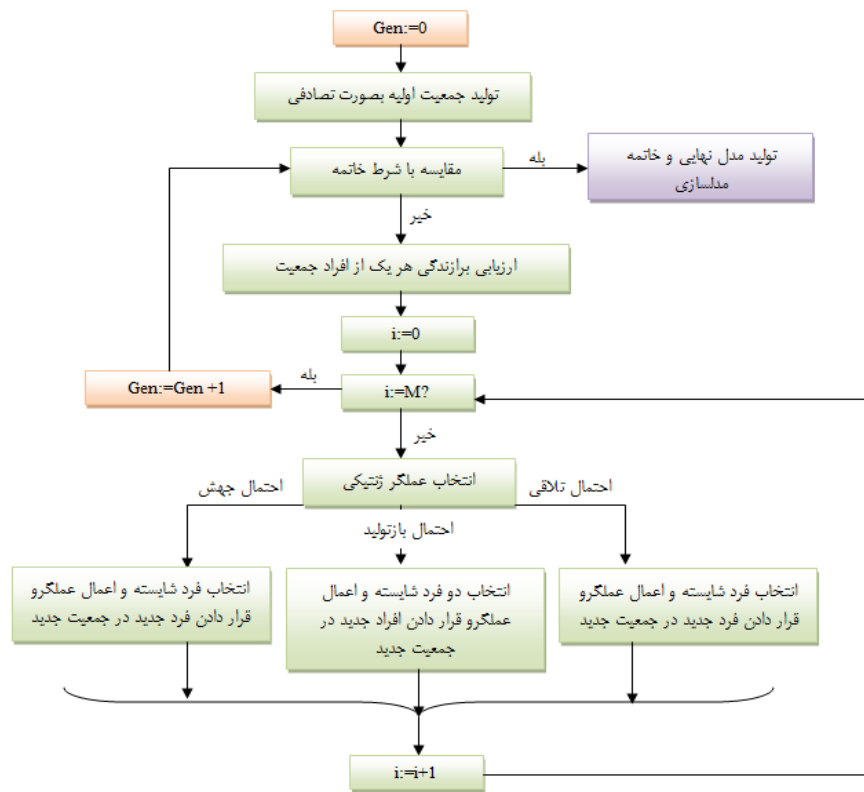 Gen:=0
تولید جمعیت اولیه بصورت تصادفی
مقایسه با شرط خاتمه
بله
تولید مدل نهایی و خاتمه
مدلسازی
خیر
ارزیابی برازندگی هر یک از افراد جمعیت
i:=0
i:=M?
بله
Gen:=Gen +1
خیر
انتخاب عملگر ژنتیکی
احتمال تلاقی
احتمال بازتولید
احتمال جهش
انتخاب فرد شایسته و اعمال عملگرو
قرار دادن فرد جدید در جمعیت جدید
انتخاب دو فرد شایسته و اعمال
عملگرو قرار دادن افراد جدید در
جمعیت جدید
انتخاب فرد شایسته و اعمال عملگرو
قرار دادن فرد جدید در جمعیت جدید
i:=i+1